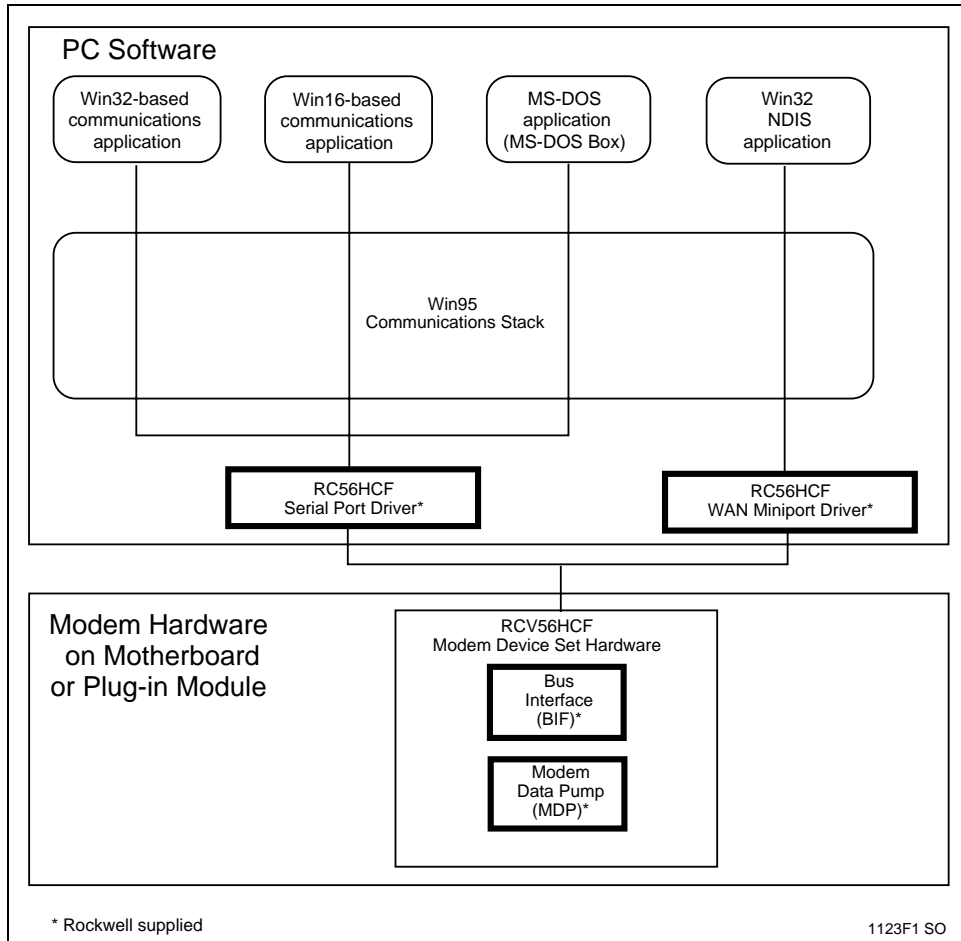 PC Software
Win32-based
communications
application
Win16-based
communications
application
MS-DOS
application
(MS-DOS Box)
Win32
NDIS
application
Win95
Communications Stack
RC56HCF
Serial Port Driver*
RC56HCF
WAN Miniport Driver*
Modem Hardware
on Motherboard
or Plug-in Module
RCV56HCF
Modem Device Set Hardware
Bus
Interface
(BIF)*
Modem
Data Pump
(MDP)*
* Rockwell supplied
1123F1 SO